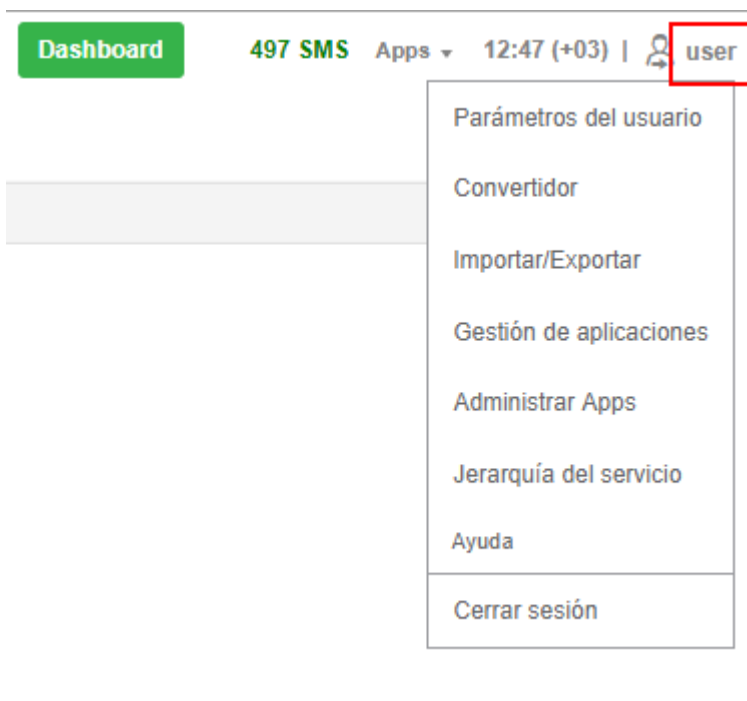 Dashboard 497 SMS Apps 12:47 (+03) | user
Parámetros del usuario
Convertidor
Importar/Exportar
Gestión de aplicaciones
Administrar Apps
Jerarquía del servicio
Ayuda
Cerrar sesión